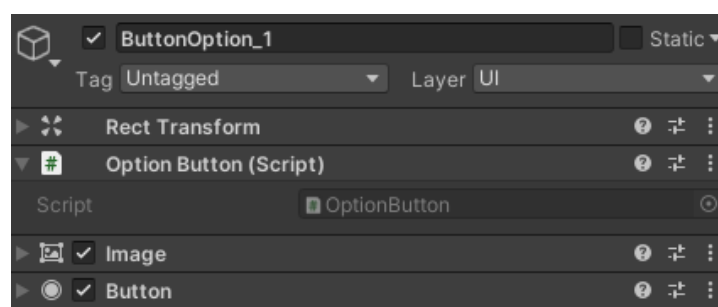 ButtonOption_1 Static
Tag Untagged Layer UI
Rect Transform
Option Button (Script)
Script OptionButton
Image
Button